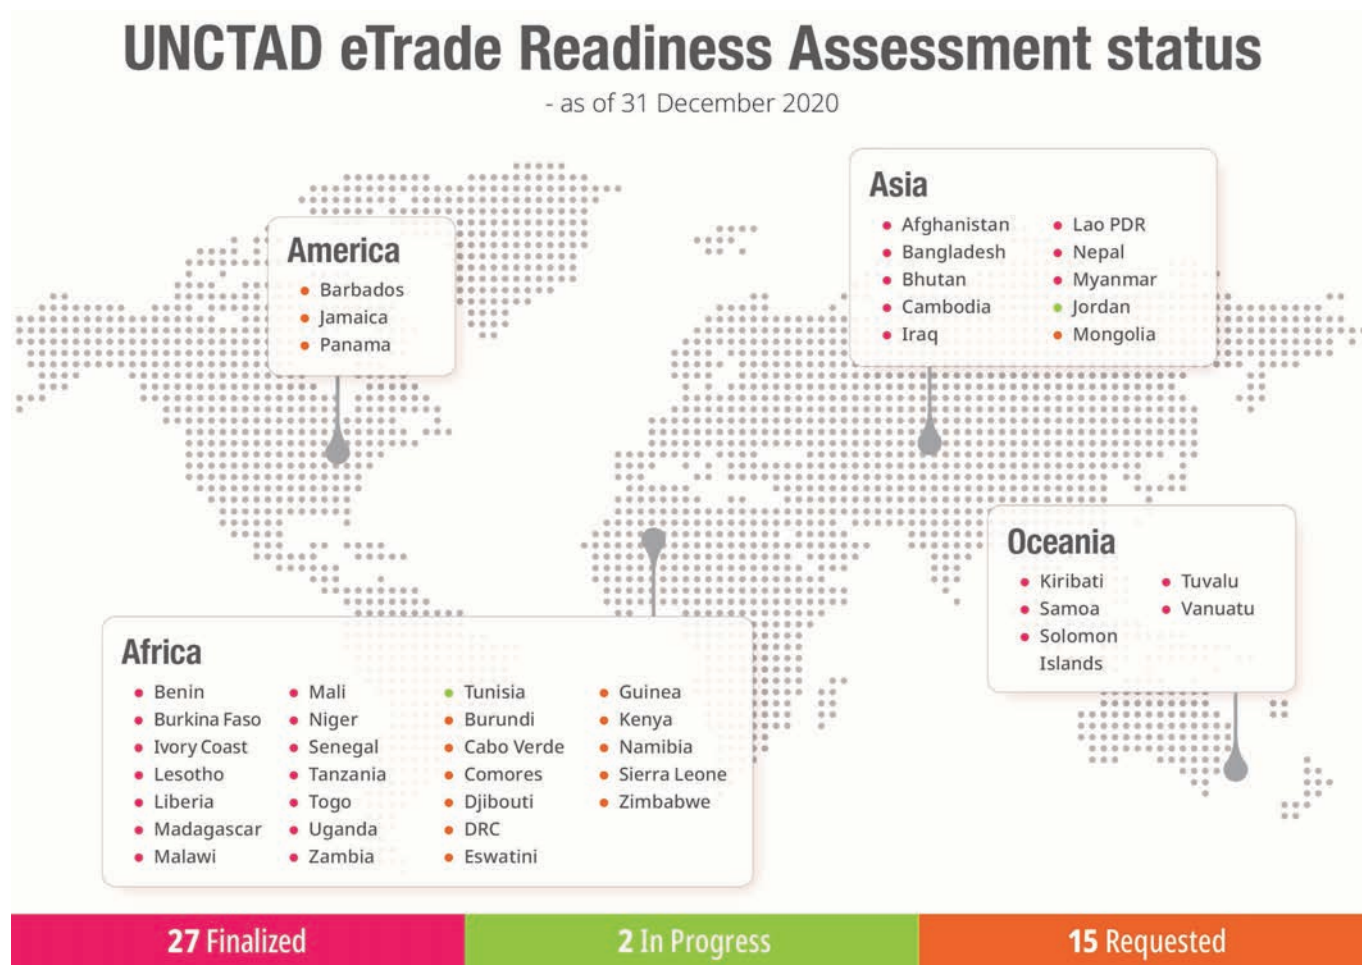 UNCTAD eTrade Readiness Assessment status
- as of 31 December 2020
America
Barbados
Jamaica
Panama
Asia
Afghanistan
Bangladesh
Bhutan
Cambodia
Iraq
Lao PDR
Nepal
Myanmar
Jordan
Mongolia
Oceania
Kiribati
Samoa
Solomon
Islands
Tuvalu
Vanuatu
Africa
Benin
Burkina Faso
Ivory Coast
Lesotho
Liberia
Madagascar
Malawi
Mali
Niger
Senegal
Tanzania
Togo
Uganda
Zambia
Tunisia
Burundi
Cabo Verde
Comores
Djibouti
DRC
Eswatini
Guinea
Kenya
Namibia
Sierra Leone
Zimbabwe
27 Finalized
2 In Progress
15 Requested